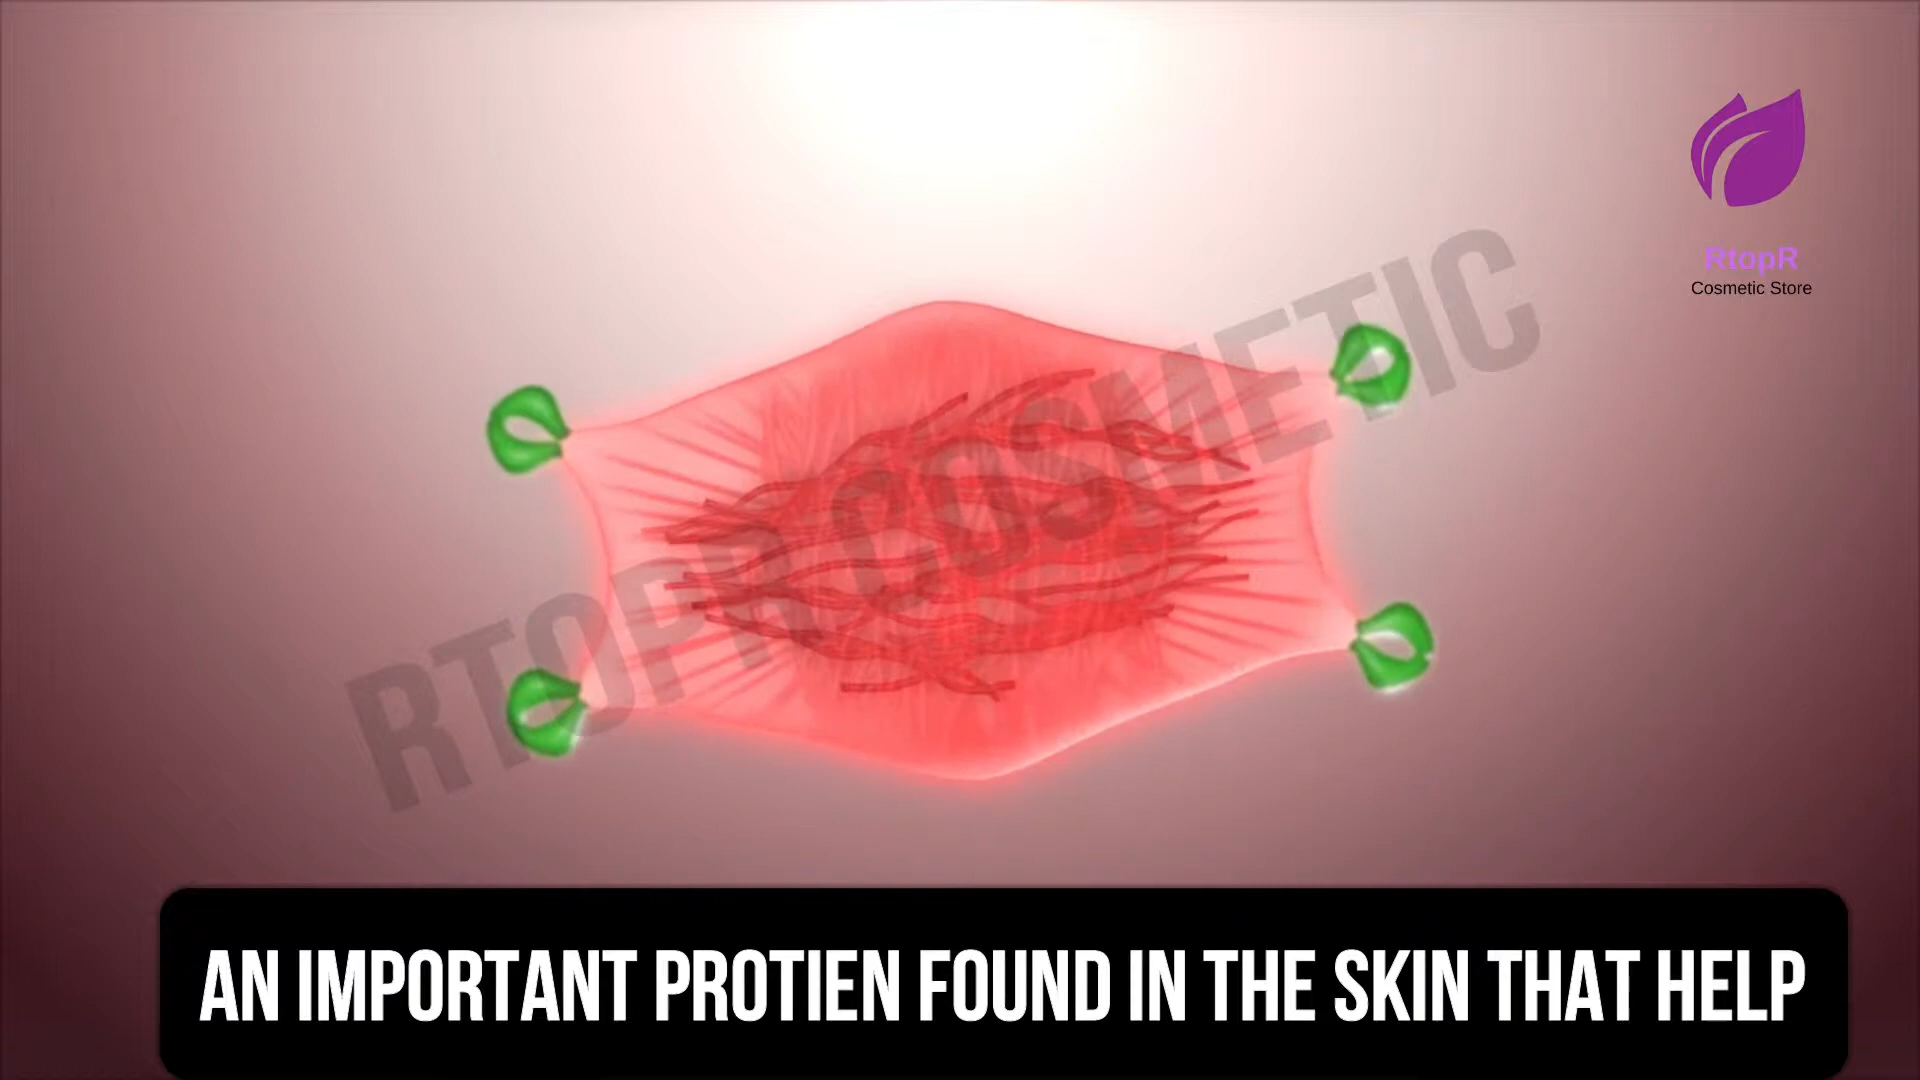 RtopR
Cosmetic Store
RTOPR COSMETIC
AN IMPORTANT PROTIEN FOUND IN THE SKIN THAT HELP